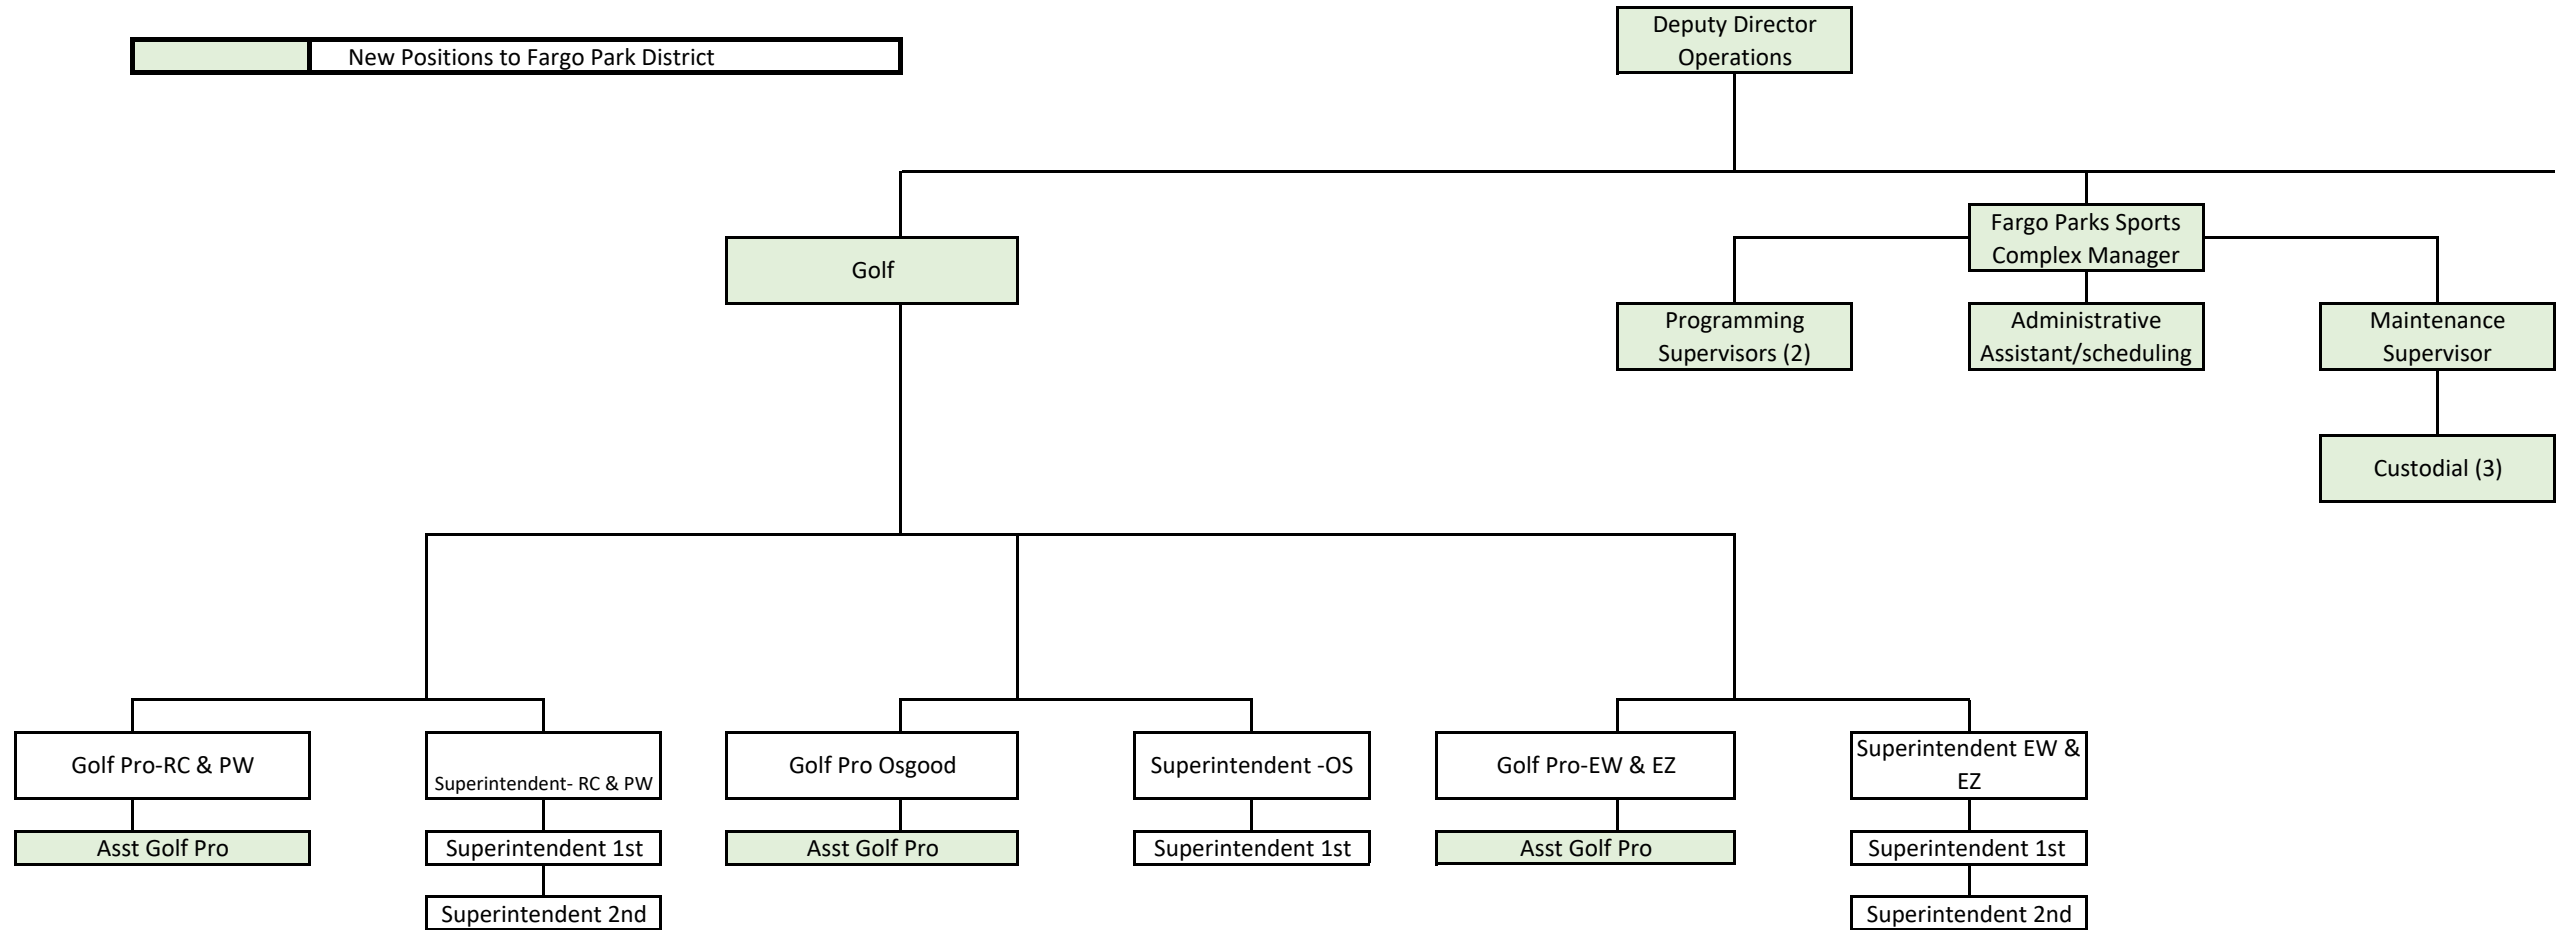 Deputy Director
Operations
New Positions to Fargo Park District
Fargo Parks Sports
Complex Manager
Golf
Programming
Supervisors (2)
Administrative
Assistant/scheduling
Maintenance
Supervisor
Custodial (3)
Golf Pro-RC & PW
Superintendent- RC & PW
Golf Pro Osgood
Superintendent -OS
Golf Pro-EW & EZ
Superintendent EW &
EZ
Asst Golf Pro
Superintendent 1st
Asst Golf Pro
Superintendent 1st
Asst Golf Pro
Superintendent 1st
Superintendent 2nd
Superintendent 2nd